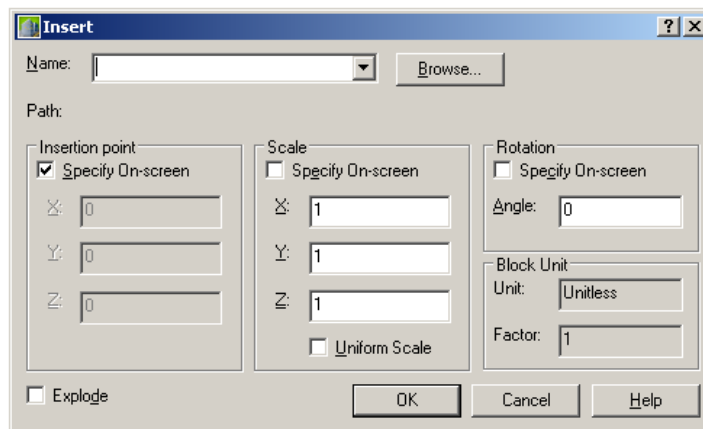 Insert
Name:
Browse...
Path:
Insertion point
Specify On-screen
X: 0
Y: 0
Z: 0
Scale
Specify On-screen
X: 1
Y: 1
Z: 1
Uniform Scale
Rotation
Specify On-screen
Angle: 0
Block Unit
Unit: Unitless
Factor: 1
Explode
OK Cancel Help